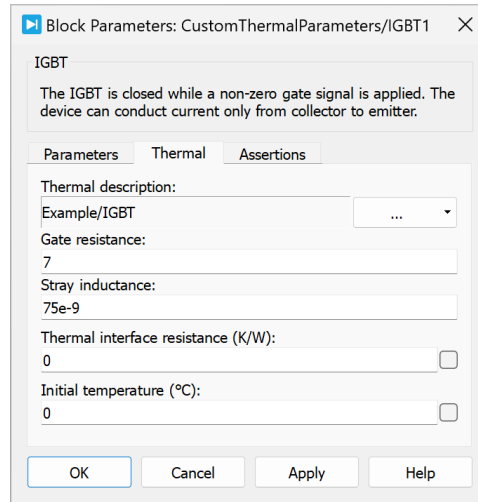 Block Parameters: CustomThermalParameters/IGBT1
IGBT
The IGBT is closed while a non-zero gate signal is applied. The
device can conduct current only from collector to emitter.
Parameters Thermal Assertions
Thermal description:
Example/IGBT ...
Gate resistance:
7
Stray inductance:
75e-9
Thermal interface resistance (K/W):
0
Initial temperature (°C):
0
OK Cancel Apply Help